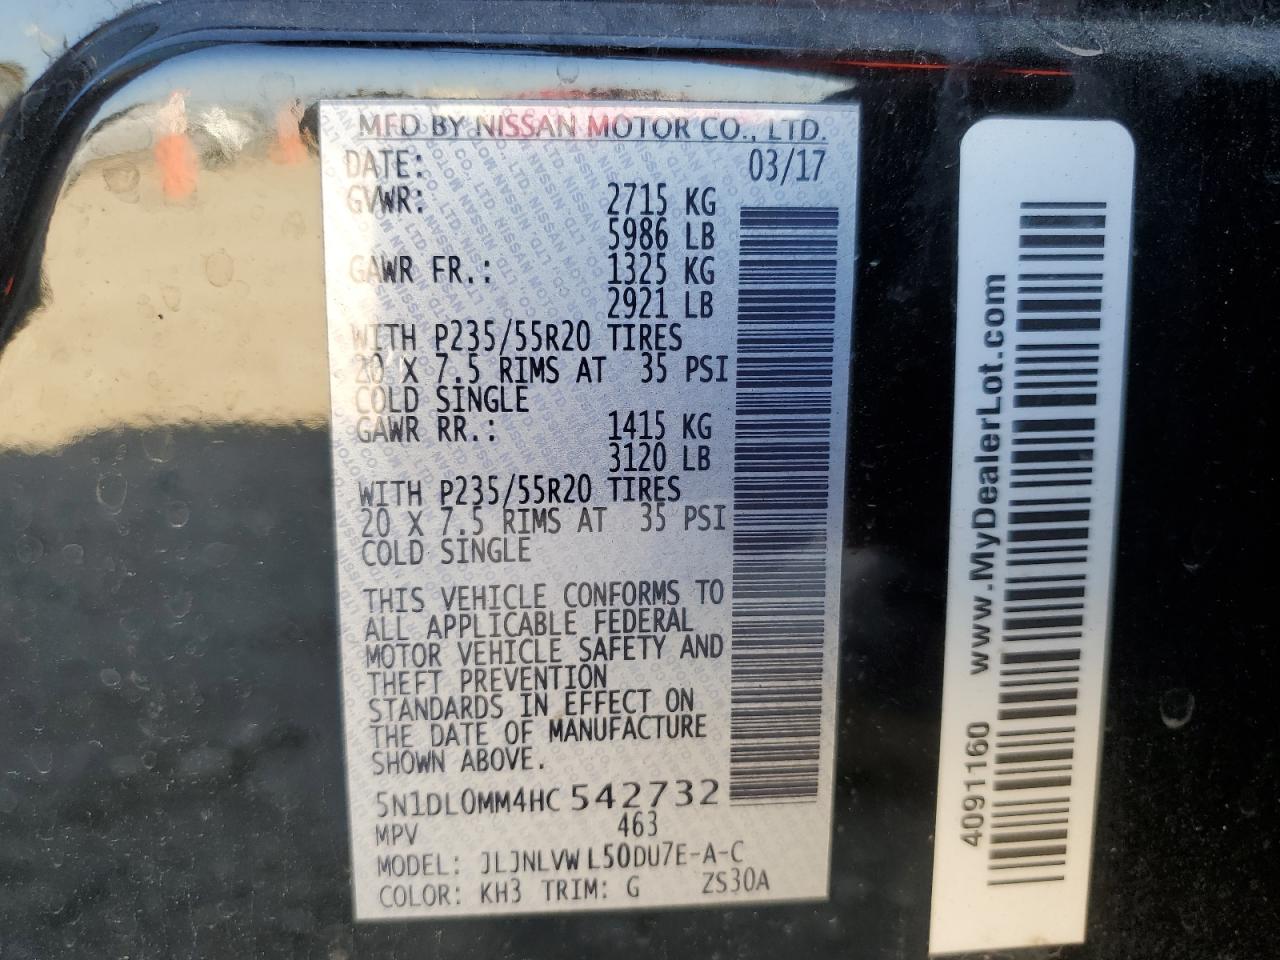 MFD BY NISSAN MOTOR CO., LTD.
DATE: 03/17
GVWR: 2715 KG
5986 LB
GAWR FR.: 1325 KG
2921 LB
WITH P235/55R20 TIRES
20 X 7.5 RIMS AT 35 PSI
COLD SINGLE
GAWR RR.: 1415 KG
3120 LB
WITH P235/55R20 TIRES
20 X 7.5 RIMS AT 35 PSI
COLD SINGLE
THIS VEHICLE CONFORMS TO
ALL APPLICABLE FEDERAL
MOTOR VEHICLE SAFETY AND
THEFT PREVENTION
STANDARDS IN EFFECT ON
THE DATE OF MANUFACTURE
SHOWN ABOVE.
5N1DL0MM4HC 542732
MPV 463
MODEL: JLJNLVW L50DU7E-A-C
COLOR: KH3 TRIM: G ZS30A
4091160 www.MyDealerLot.com